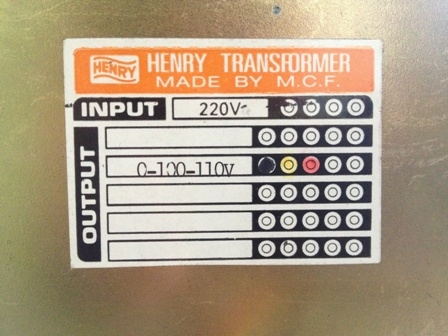 HENRY HENRY TRANSFORMER
MADE BY M.C.F.
INPUT 220V
OUTPUT
0-100-110V